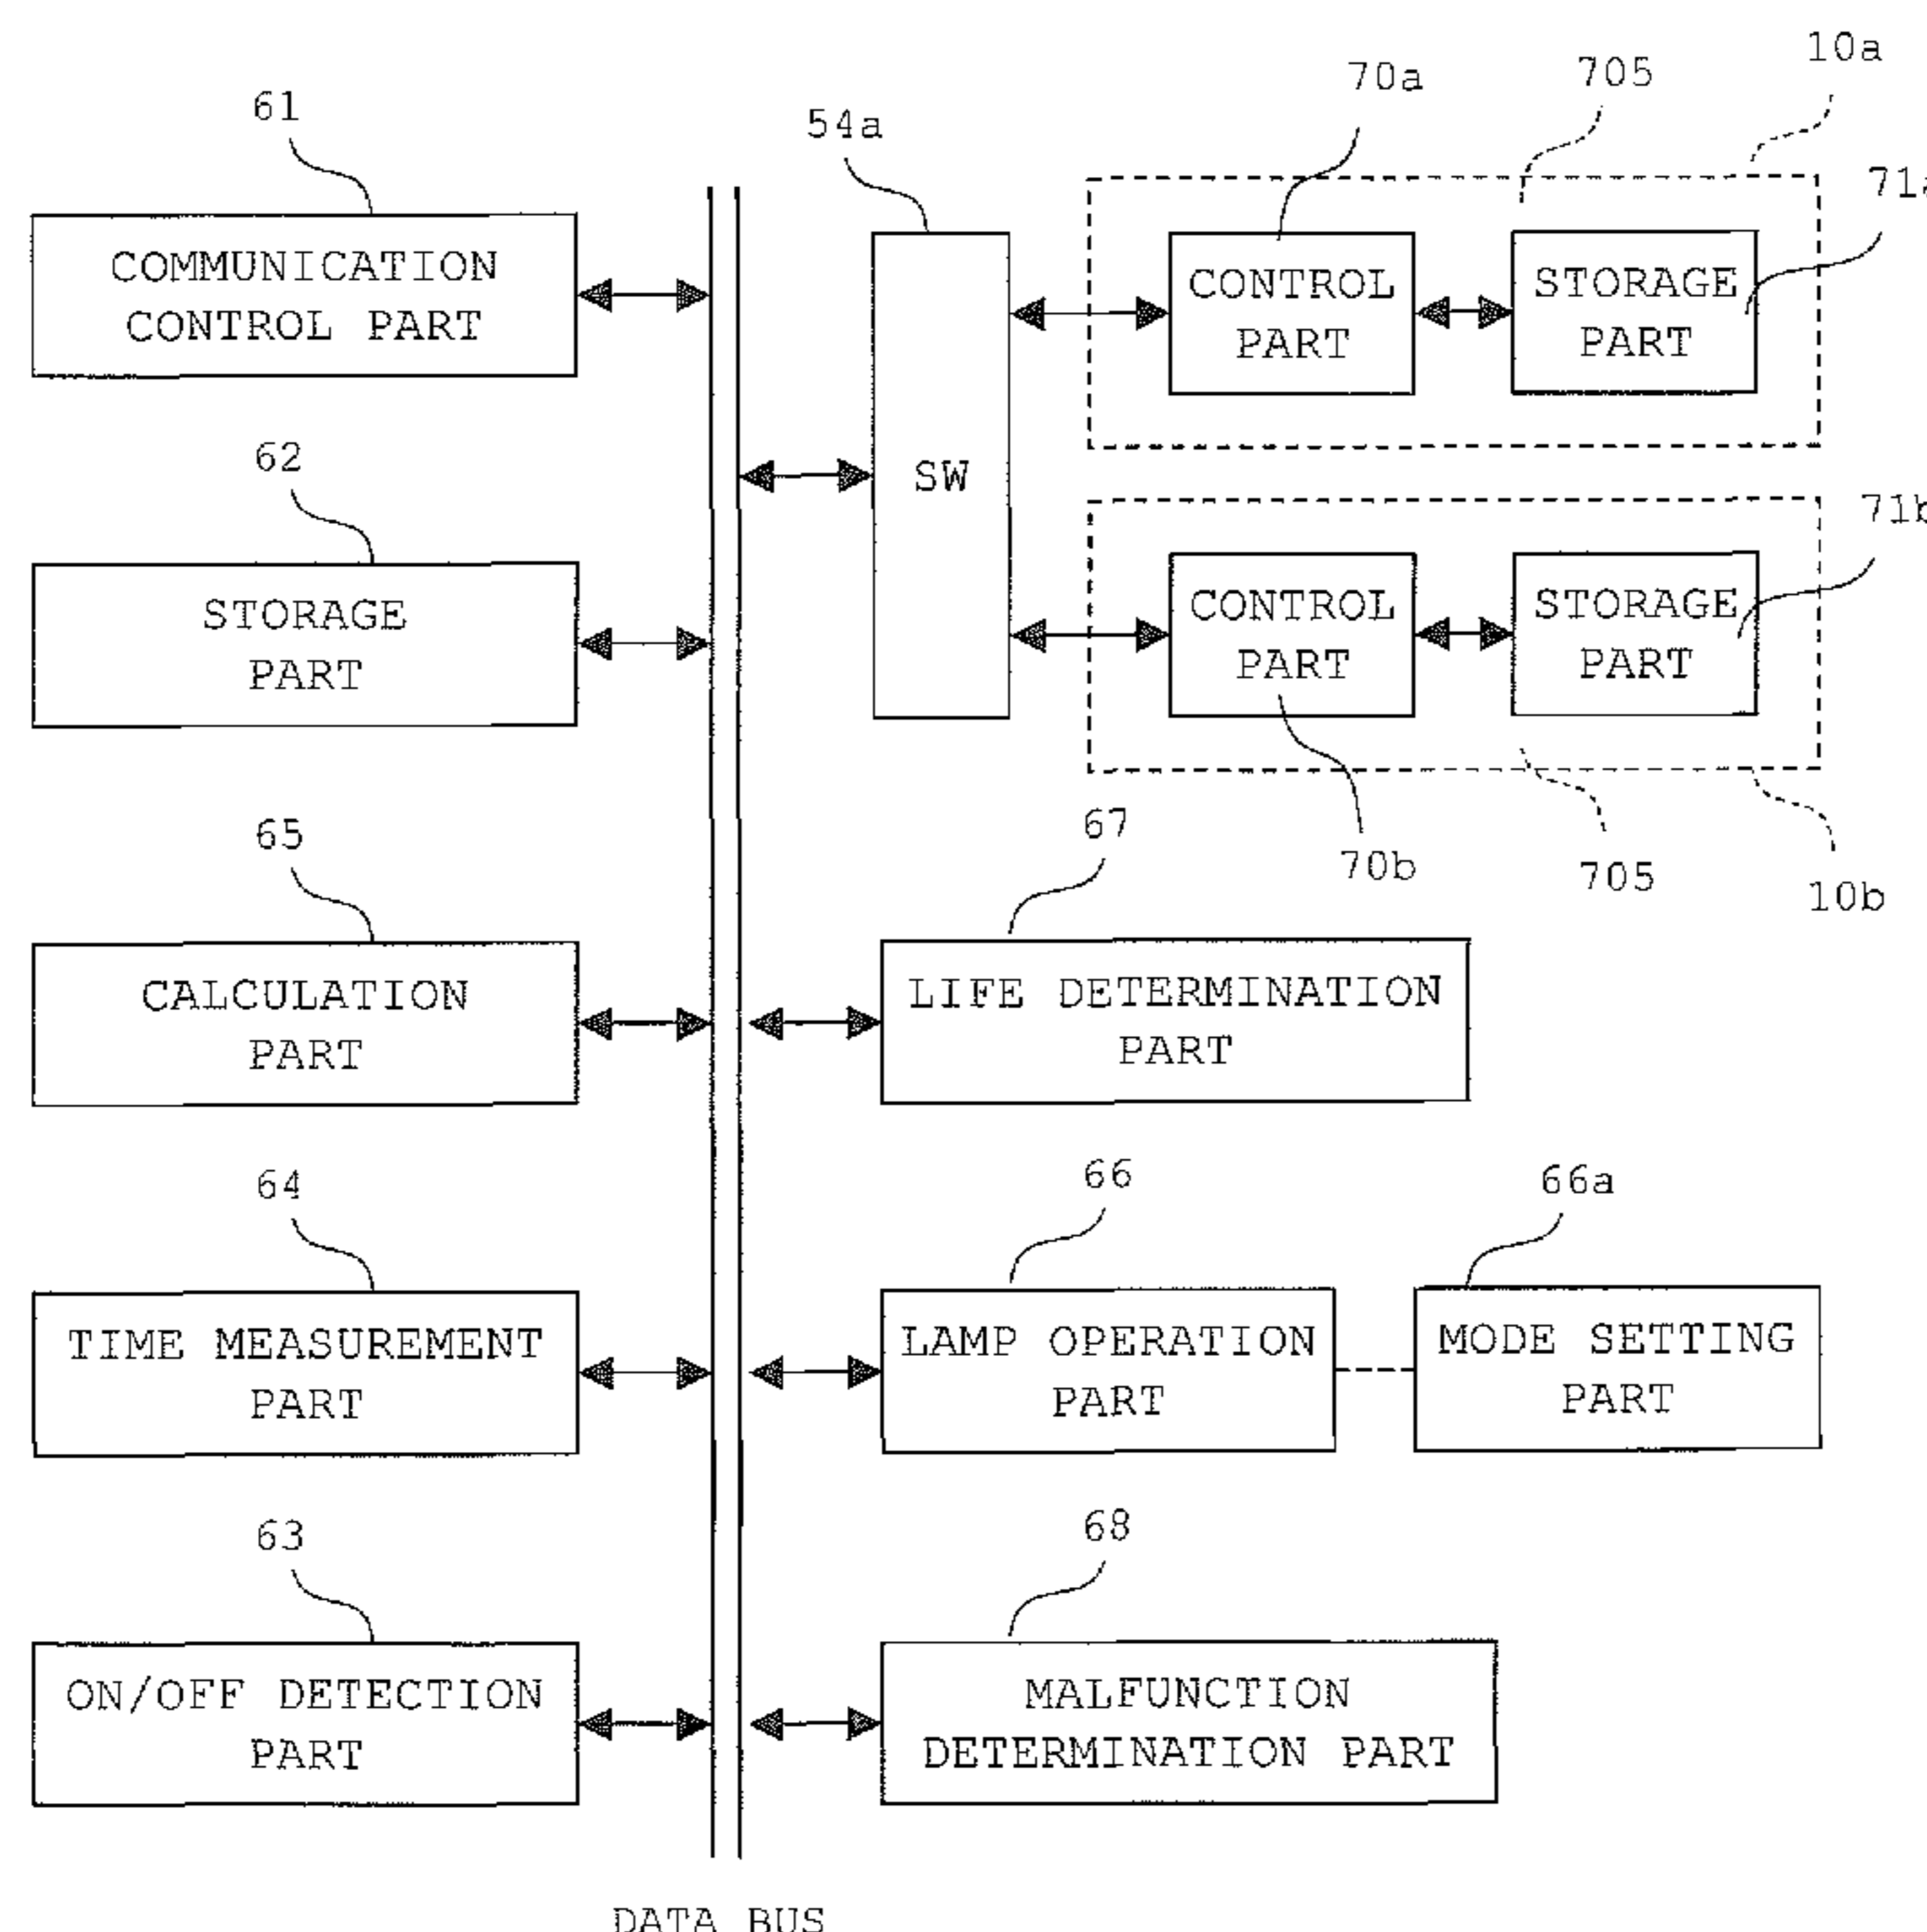 10a
705
70a
61
54a
71a
COMMUNICATION
CONTROL PART
CONTROL
PART
STORAGE
PART
62
SW
71b
STORAGE
PART
CONTROL
PART
STORAGE
PART
65
67
70b
705
10b
CALCULATION
PART
LIFE DETERMINATION
PART
64
66
66a
TIME MEASUREMENT
PART
LAMP OPERATION
PART
MODE SETTING
PART
63
68
ON/OFF DETECTION
PART
MALFUNCTION
DETERMINATION PART
DATA BUS